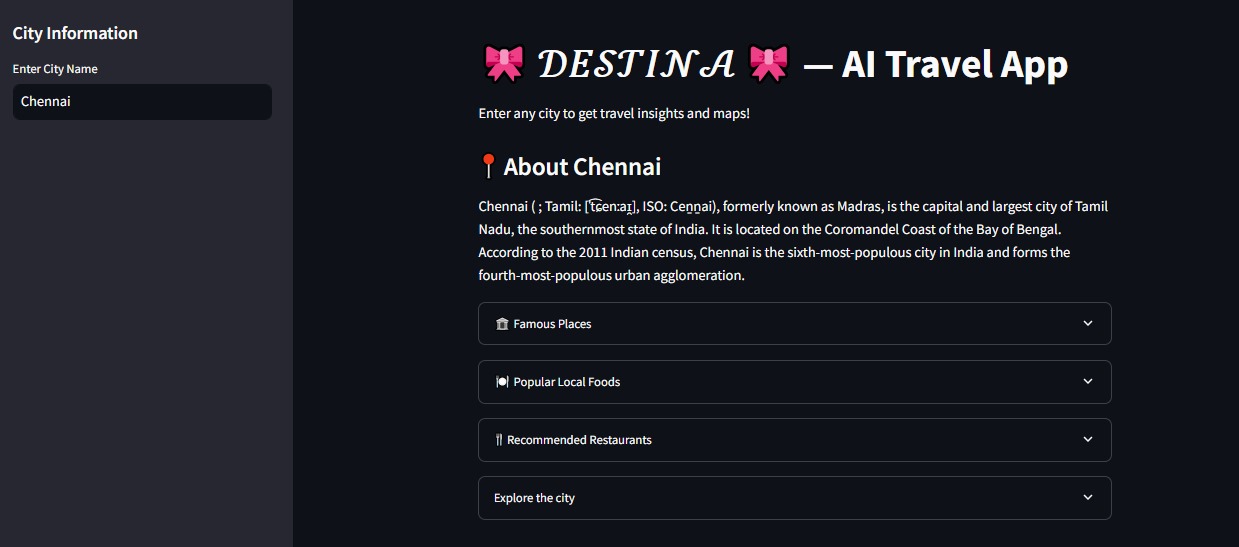 City Information
Enter City Name
Chennai
🎀 𝓓𝓔𝓢𝓣𝓘𝓝𝓐 🎀 — AI Travel App
Enter any city to get travel insights and maps!
📍 About Chennai
Chennai ( ; Tamil: [t͡ɕenːaɪ̯], ISO: Ceṉṉai), formerly known as Madras, is the capital and largest city of Tamil
Nadu, the southernmost state of India. It is located on the Coromandel Coast of the Bay of Bengal.
According to the 2011 Indian census, Chennai is the sixth-most-populous city in India and forms the
fourth-most-populous urban agglomeration.
🏛️ Famous Places
🍽️ Popular Local Foods
🍴 Recommended Restaurants
Explore the city